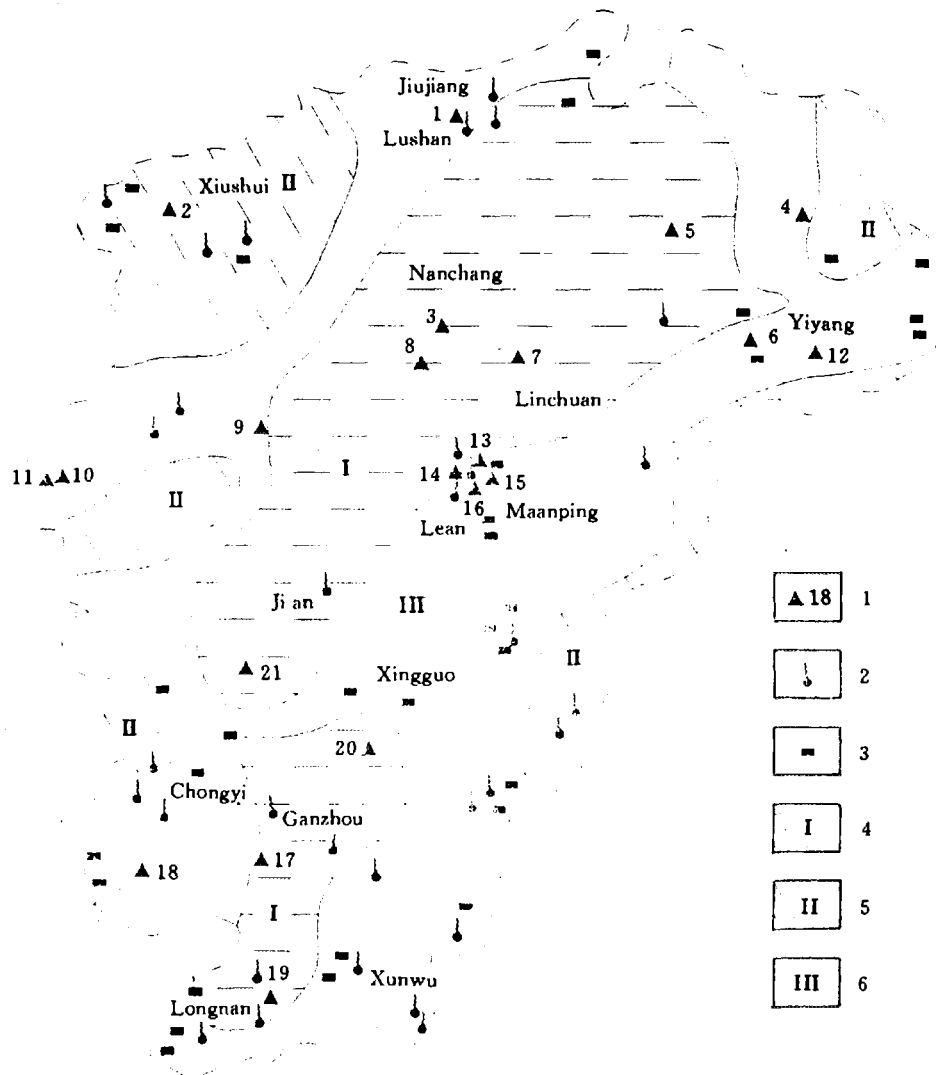 Jiujiang
1
Lushan
Xiushui II
2
4
II
5
Nanchang
3
Yiyang
6
12
8
7
Linchuan
9
13
I
11 10
14
15
II
16
Maanping
Lean
18 1
Ji an
III
2
II
21
Xingguo
3
II
20
Chongyi
Ganzhou
I 4
17
18
II 5
I
19
Xunwu
III 6
Longnan